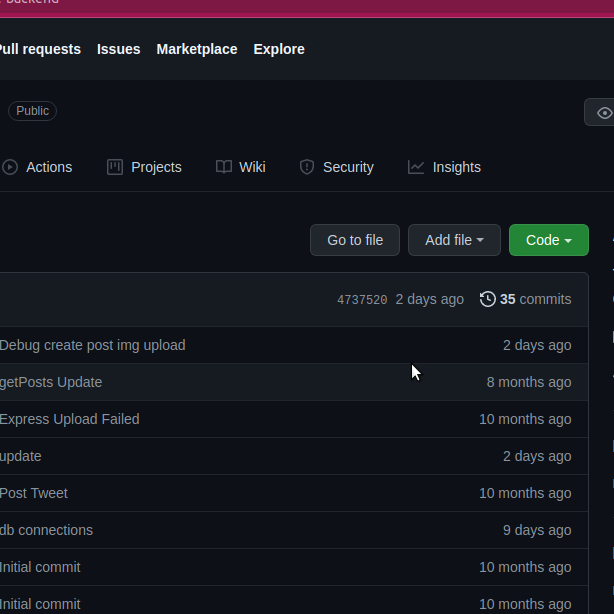 Backend
Pull requests Issues Marketplace Explore
Public
Actions Projects Wiki Security Insights
Go to file Add file Code
4737520 2 days ago 35 commits
Debug create post img upload 2 days ago
getPosts Update 8 months ago
Express Upload Failed 10 months ago
update 2 days ago
Post Tweet 10 months ago
db connections 9 days ago
Initial commit 10 months ago
Initial commit 10 months ago